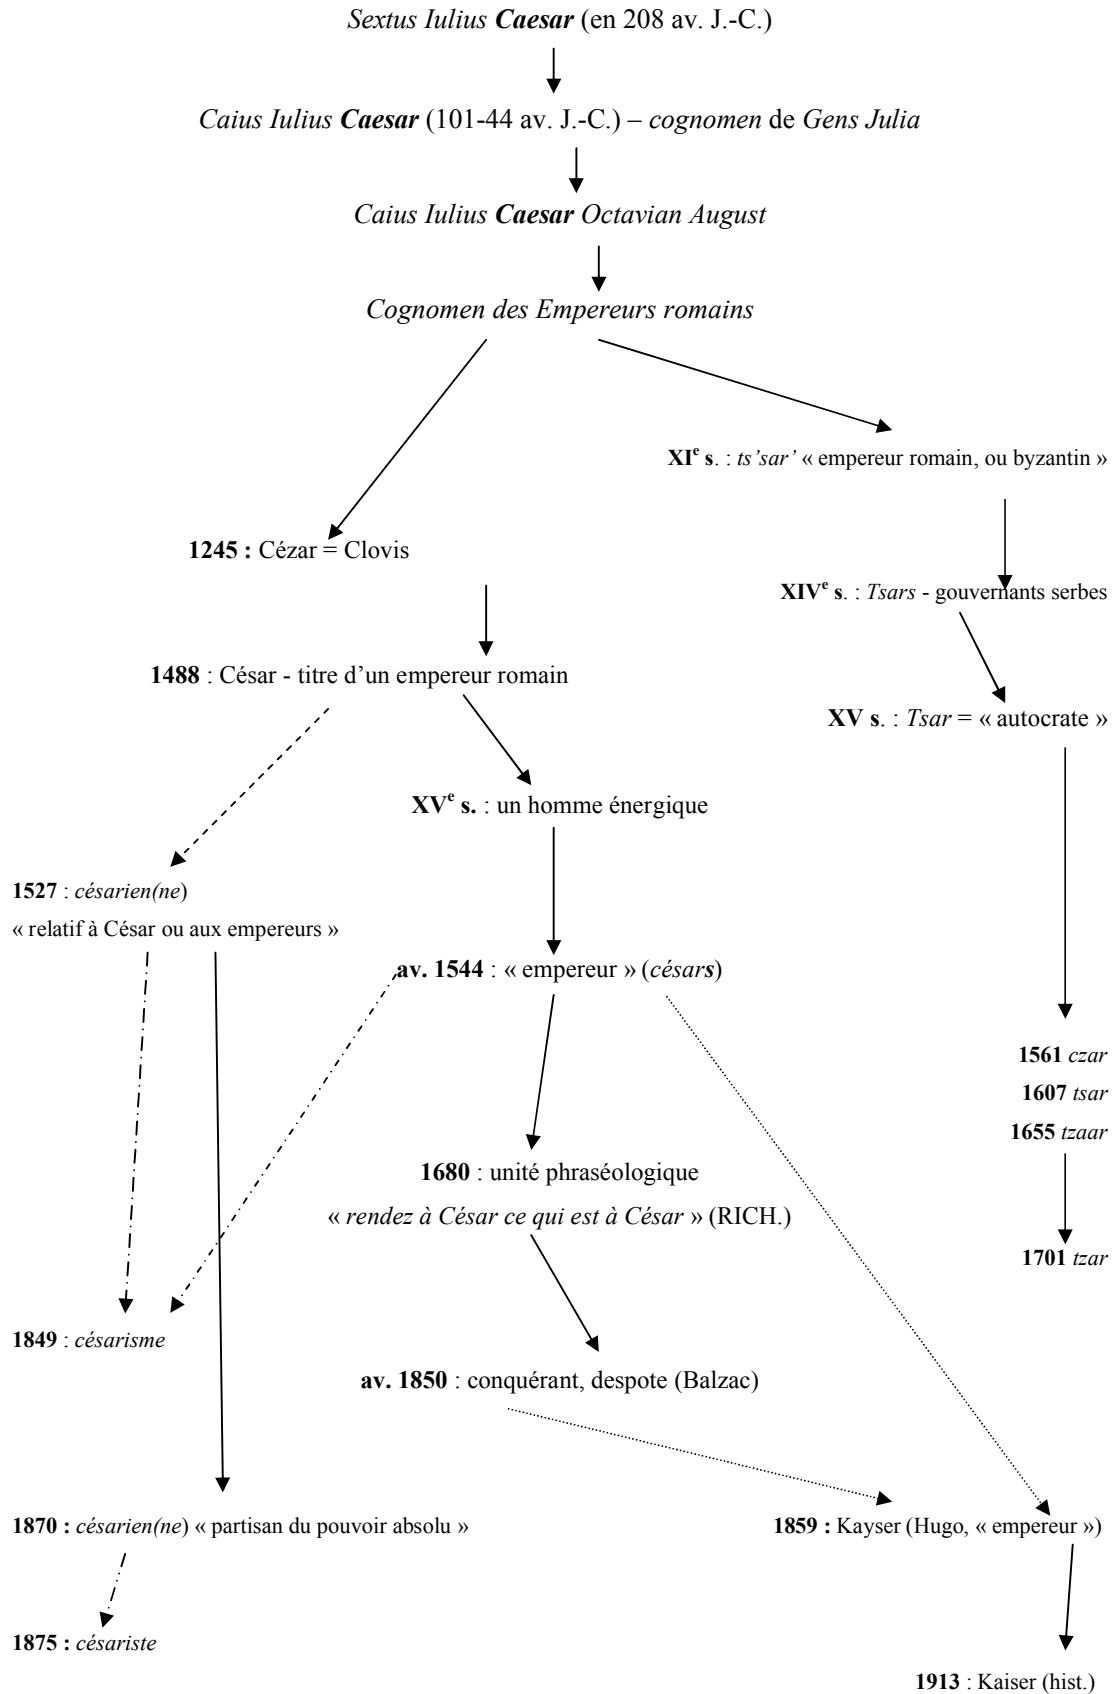 Sextus Iulius Caesar (en 208 av. J.-C.)
Caius Iulius Caesar (101-44 av. J.-C.) – cognomen de Gens Julia
Caius Iulius Caesar Octavian August
Cognomen des Empereurs romains
XIe s. : ts’sar’ « empereur romain, ou byzantin »
1245 : Cézar = Clovis
XIVe s. : Tsars - gouvernants serbes
1488 : César - titre d’un empereur romain
XV s. : Tsar = « autocrate »
XVe s. : un homme énergique
1527 : césarien(ne)
« relatif à César ou aux empereurs »
av. 1544 : « empereur » (césars)
1561 czar
1607 tsar
1655 tzaar
1680 : unité phraséologique
« rendez à César ce qui est à César » (RICH.)
1701 tzar
1849 : césarisme
av. 1850 : conquérant, despote (Balzac)
1870 : césarien(ne) « partisan du pouvoir absolu »
1859 : Kayser (Hugo, « empereur »)
1875 : césariste
1913 : Kaiser (hist.)